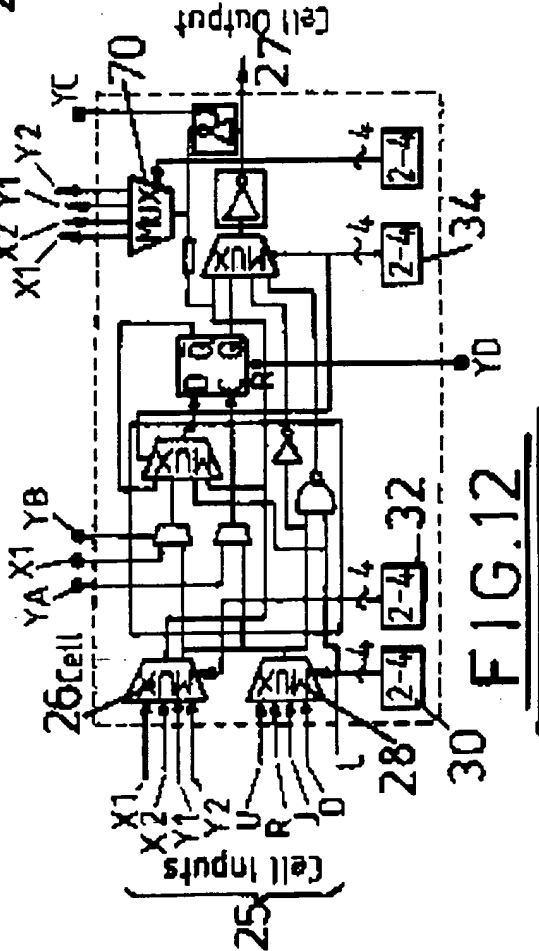 Cell Output
27
YC
70
X1
X2
Y1
Y2
MUX
MUX
4
2-4
4
2-4
34
R
YD
MUX
YA
X1
YB
4
2-4
32
4
2-4
30
26
Cell
MUX
MUX
28
X1
X2
Y1
Y2
U
R
J
D
L
Cell Inputs
25
FIG.12